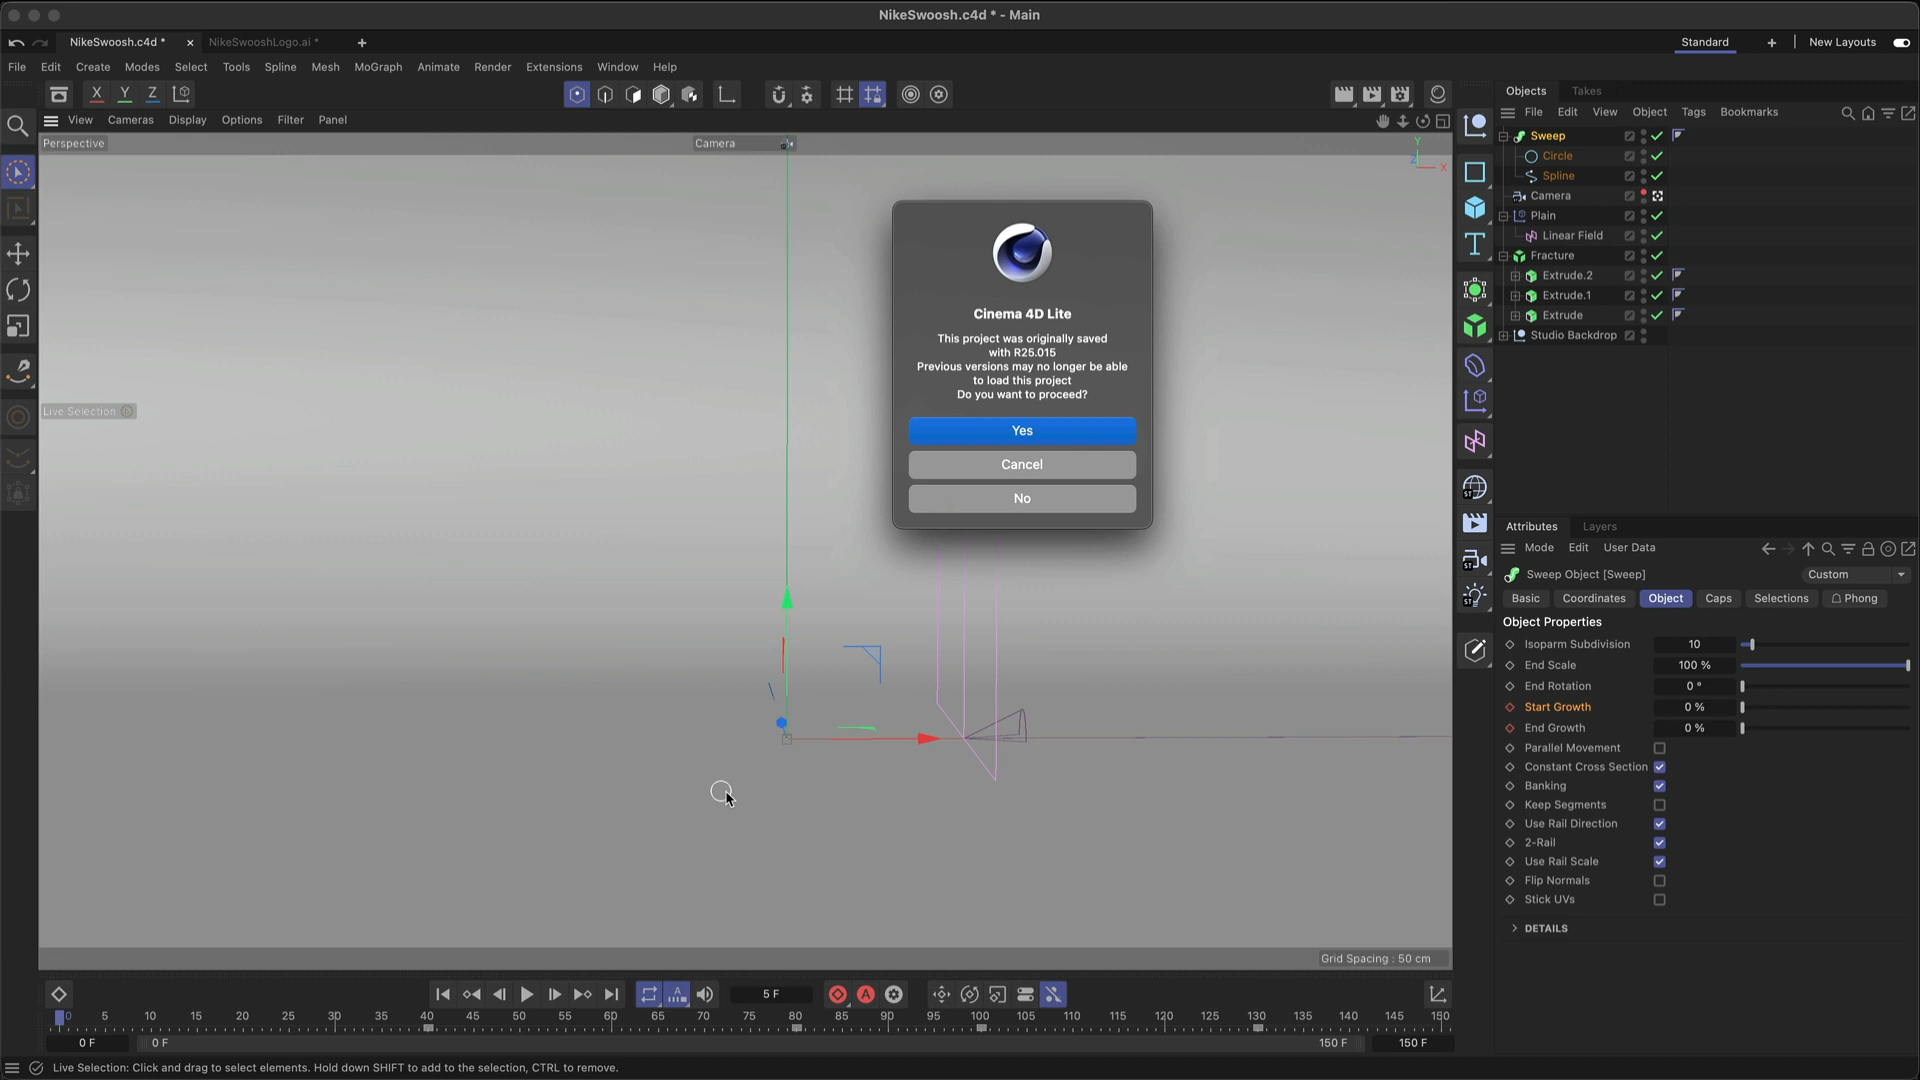 NikeSwoosh.c4d * - Main
NikeSwoosh.c4d *
NikeSwooshLogo.ai *
Standard
New Layouts
File Edit Create Modes Select Tools Spline Mesh MoGraph Animate Render Extensions Window Help
X Y Z
View Cameras Display Options Filter Panel
Perspective
Camera
Y
Z
X
Live Selection
Cinema 4D Lite
This project was originally saved
with R25.015
Previous versions may no longer be able
to load this project
Do you want to proceed?
Yes
Cancel
No
Grid Spacing : 50 cm
T
ST
ST
ST
Objects Takes
File Edit View Object Tags Bookmarks
Sweep
Circle
Spline
Camera
Plain
Linear Field
Fracture
Extrude.2
Extrude.1
Extrude
Studio Backdrop
Attributes Layers
Mode Edit User Data
Sweep Object [Sweep]
Custom
Basic Coordinates Object Caps Selections Phong
Object Properties
Isoparm Subdivision 10
End Scale 100 %
End Rotation 0 °
Start Growth 0 %
End Growth 0 %
Parallel Movement
Constant Cross Section
Banking
Keep Segments
Use Rail Direction
2-Rail
Use Rail Scale
Flip Normals
Stick UVs
DETAILS
A
5 F
A
0 5 10 15 20 25 30 35 40 45 50 55 60 65 70 75 80 85 90 95 100 105 110 115 120 125 130 135 140 145 150
0 F
0 F
150 F
150 F
Live Selection: Click and drag to select elements. Hold down SHIFT to add to the selection, CTRL to remove.